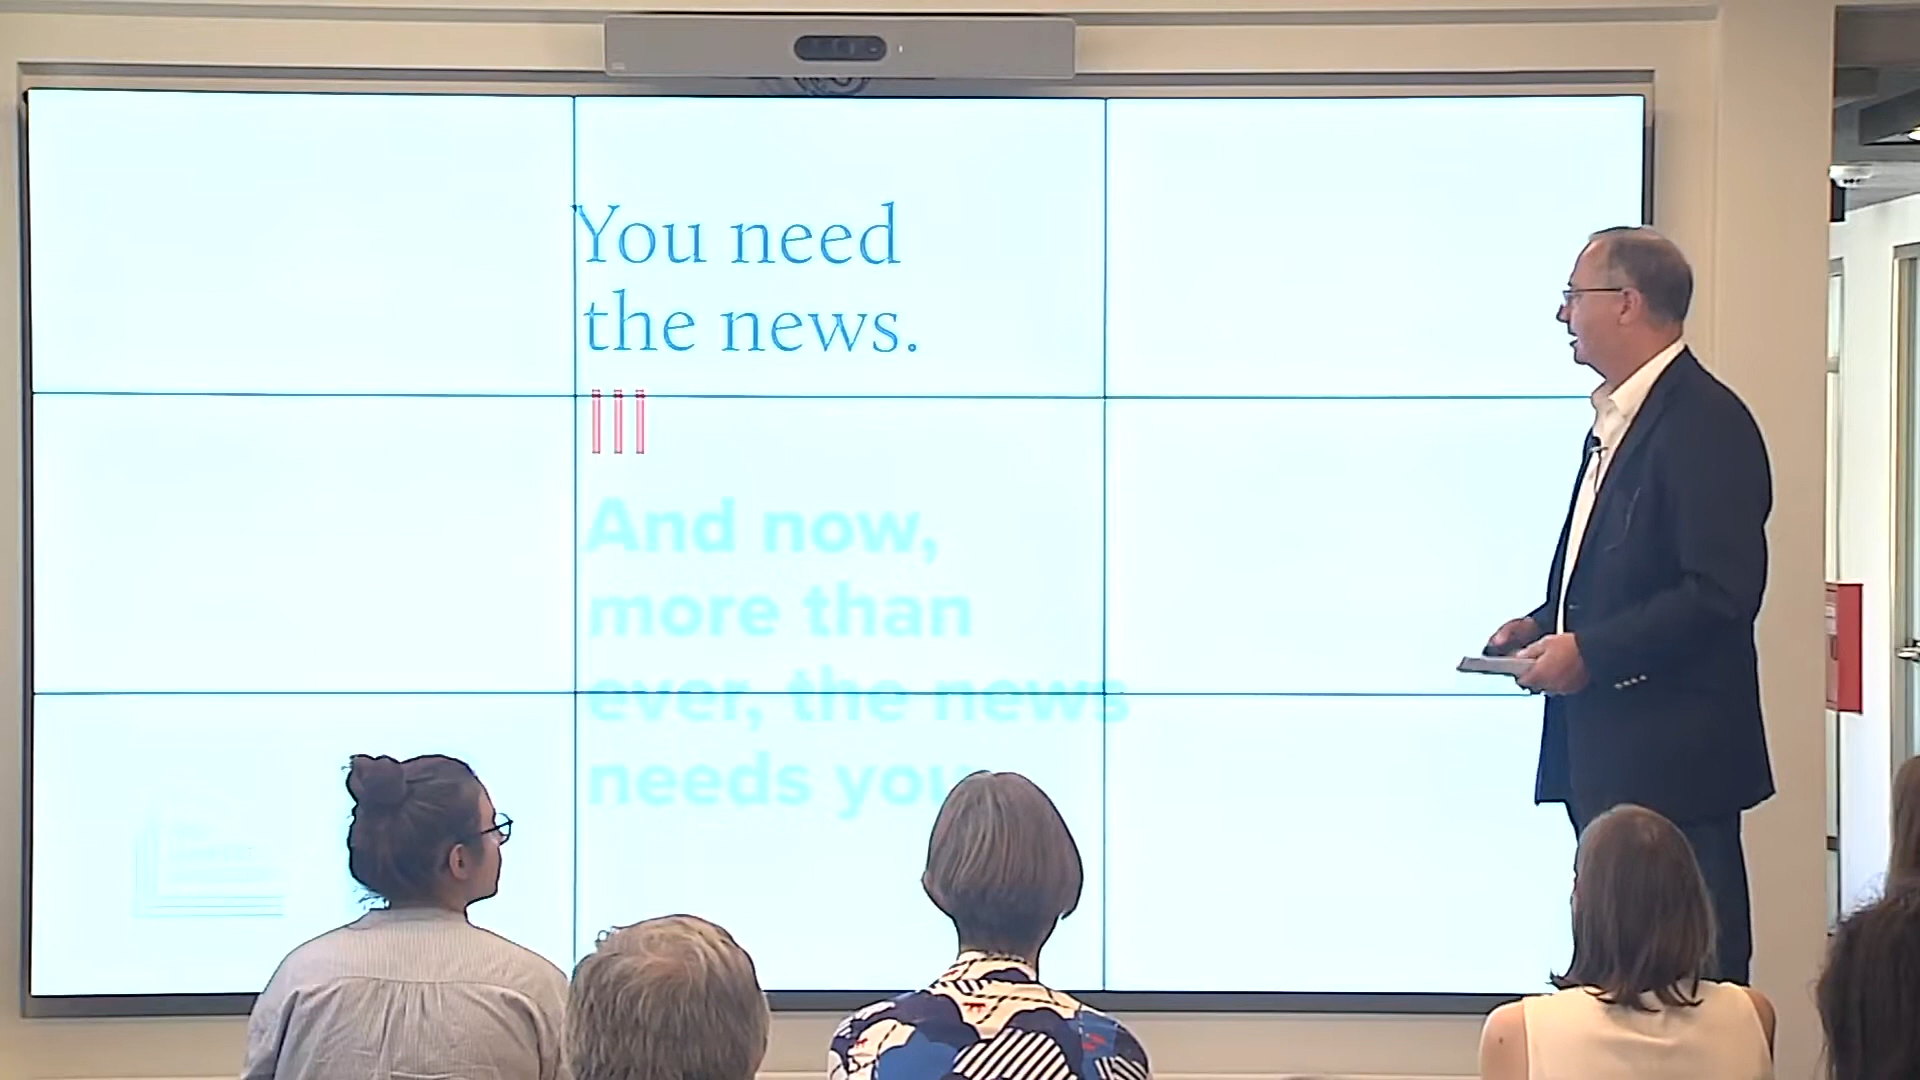 You need
the news.
And now,
more than
ever, the news
needs you